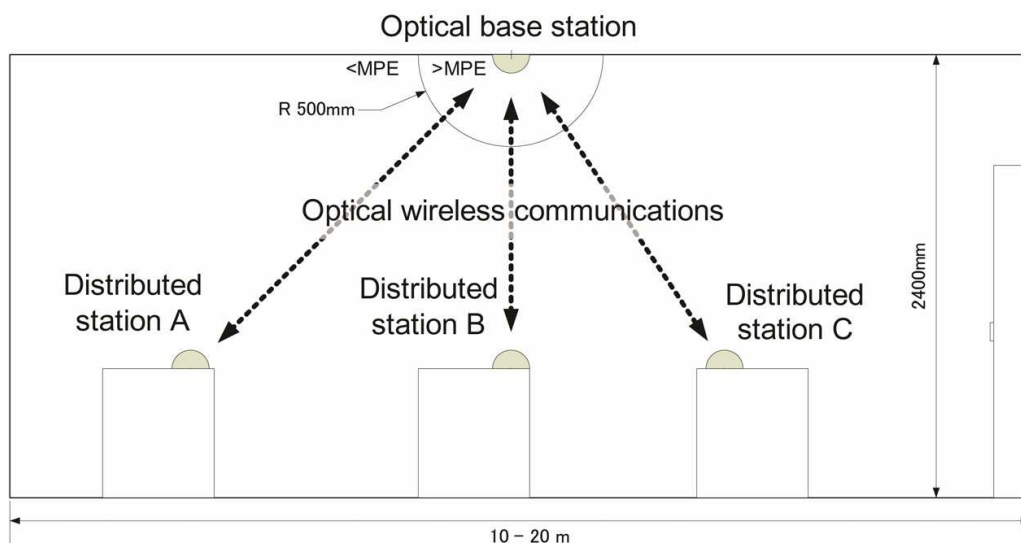 Optical base station
<MPE >MPE
R 500mm
Optical wireless communications
2400mm
Distributed
station A
Distributed
station B
Distributed
station C
10 – 20 m